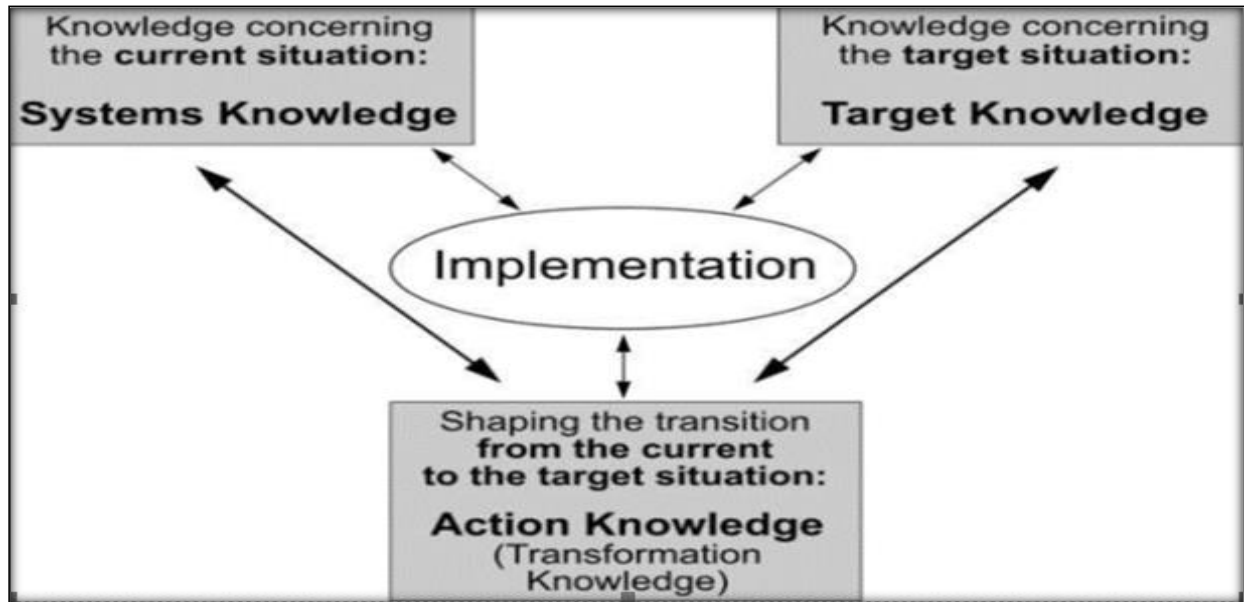 Knowledge concerning
the current situation:
Systems Knowledge
Knowledge concerning
the target situation:
Target Knowledge
Implementation
Shaping the transition
from the current
to the target situation:
Action Knowledge
(Transformation
Knowledge)